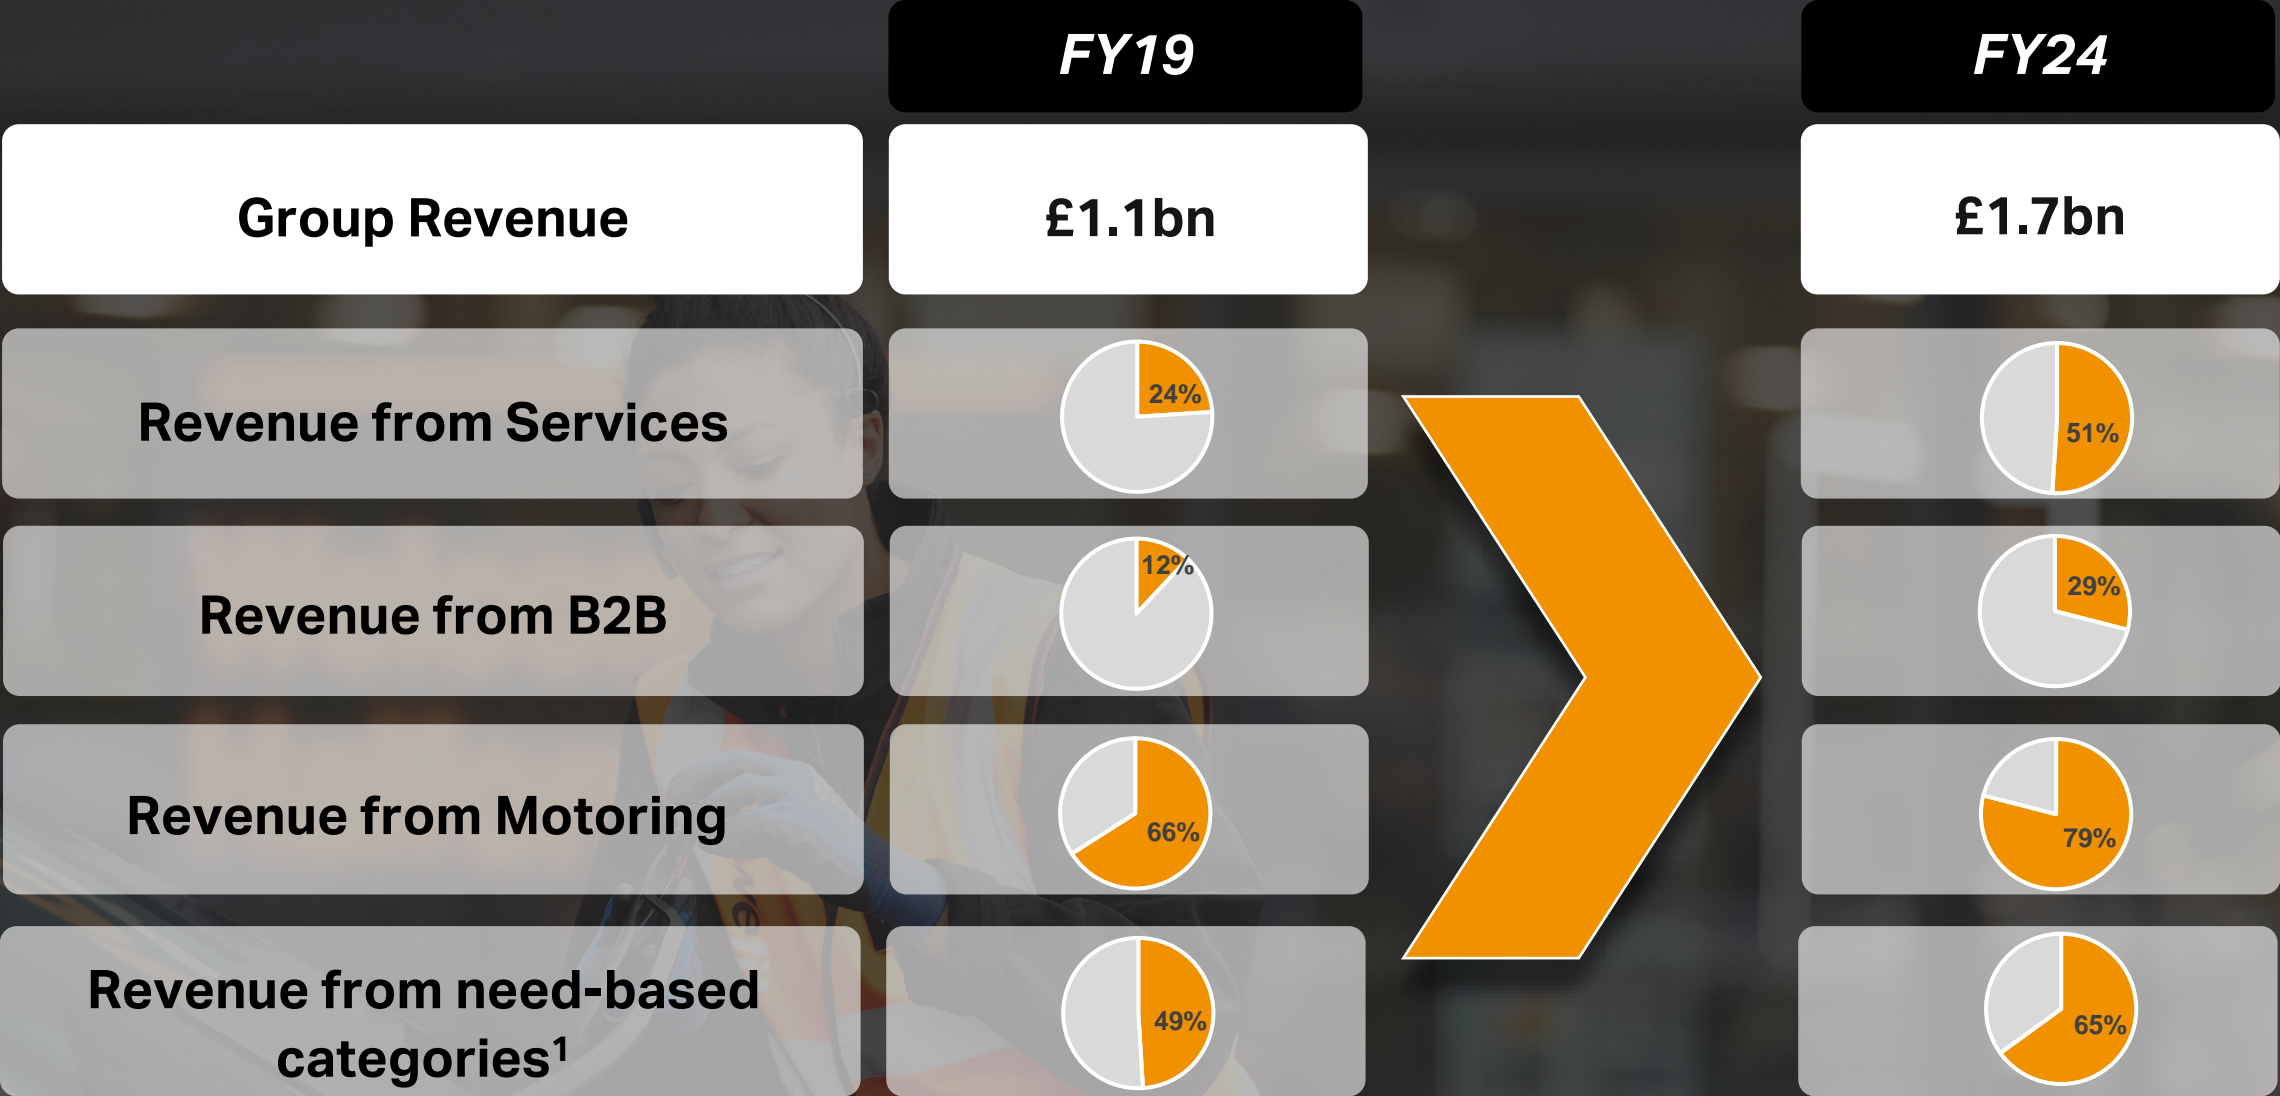 FY19
FY24
Group Revenue
£1.1bn
£1.7bn
Revenue from Services
24%
51%
Revenue from B2B
12%
29%
Revenue from Motoring
66%
79%
Revenue from need-based
categories¹
49%
65%